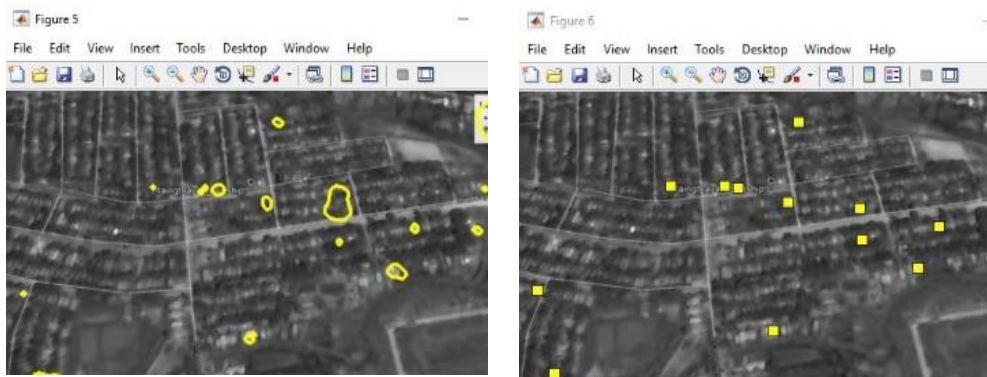 Figure 5
File Edit View Insert Tools Desktop Window Help
Figure 6
File Edit View Insert Tools Desktop Window Help